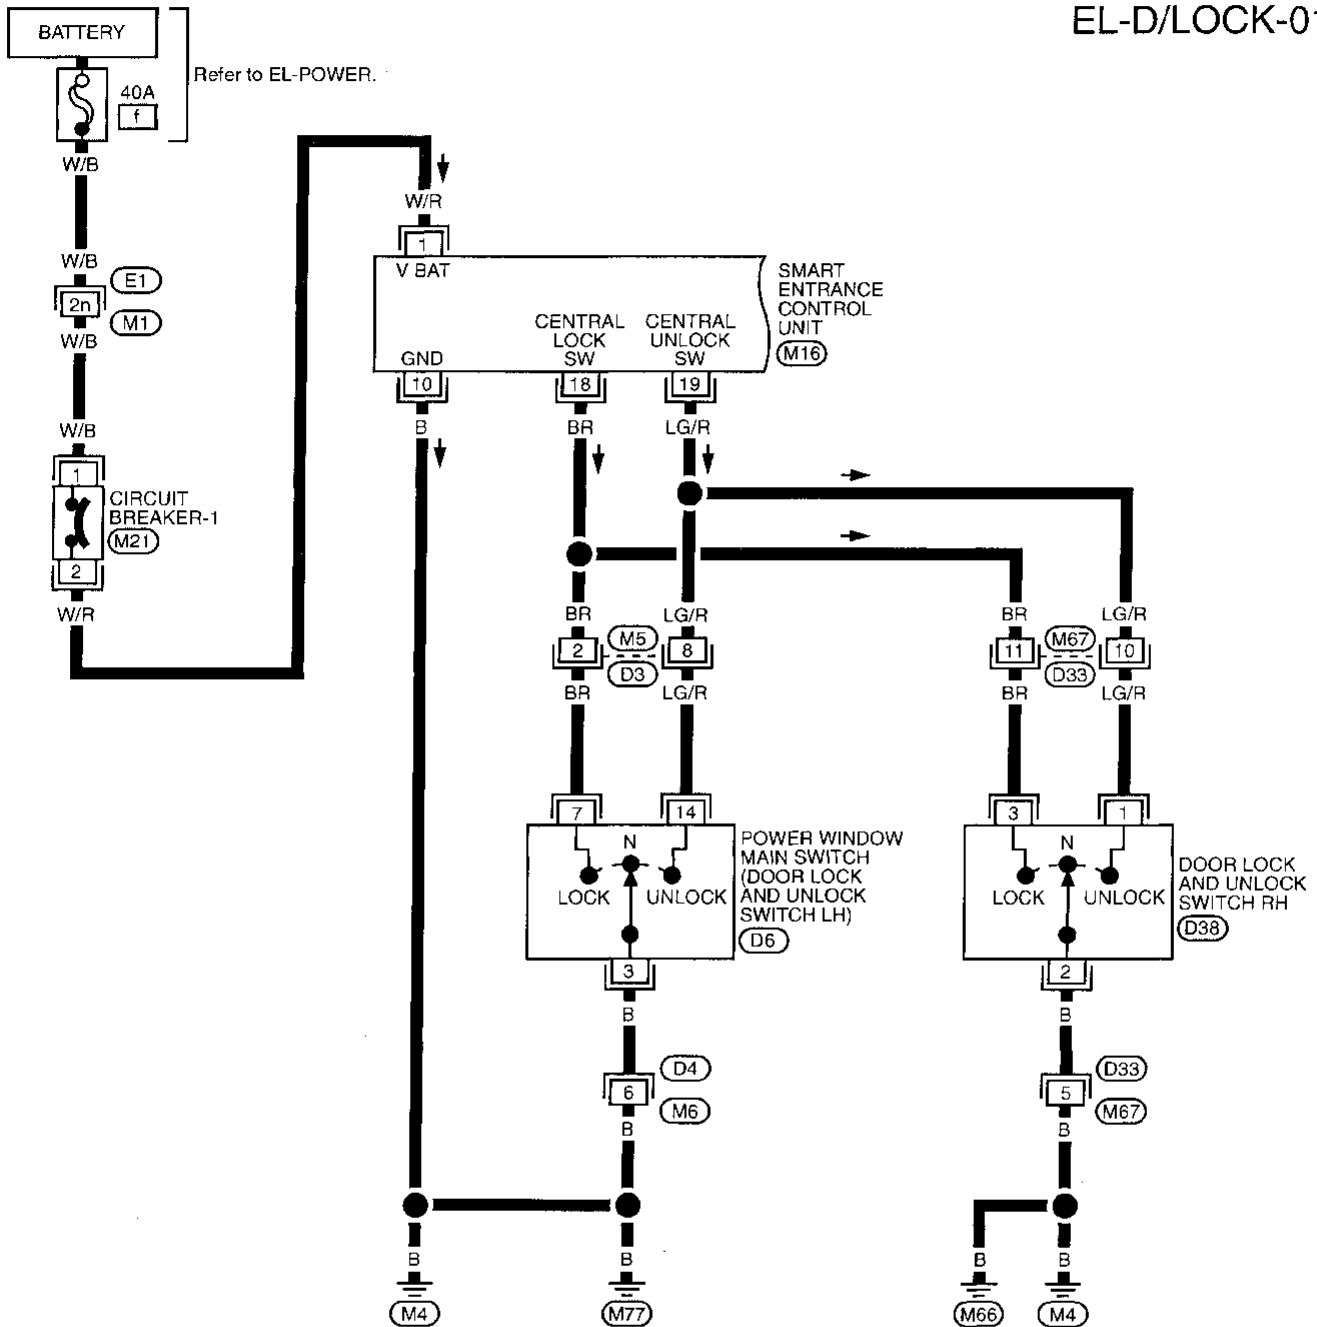 EL-D/LOCK-01
BATTERY
Refer to EL-POWER.
40A
f
W/B
W/B
E1
2n
M1
W/B
W/B
1
CIRCUIT
BREAKER-1
M21
2
W/R
W/R
1
V BAT
SMART
ENTRANCE
CONTROL
UNIT
M16
CENTRAL
LOCK
SW
CENTRAL
UNLOCK
SW
GND
10
18
19
B
BR
LG/R
BR
LG/R
BR
LG/R
2
M5
8
D3
11
M67
10
D33
BR
LG/R
BR
LG/R
7
14
3
1
N
LOCK
UNLOCK
POWER WINDOW
MAIN SWITCH
(DOOR LOCK
AND UNLOCK
SWITCH LH)
D6
N
LOCK
UNLOCK
DOOR LOCK
AND UNLOCK
SWITCH RH
D38
3
2
B
B
D4
6
M6
D33
5
M67
B
B
B
B
B
B
M4
M77
M66
M4